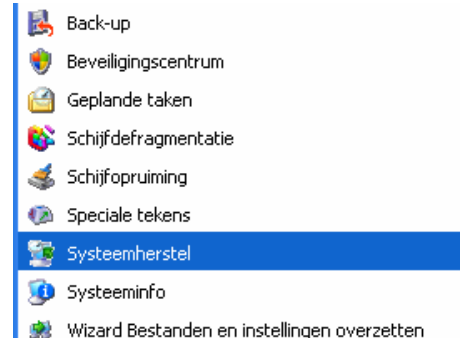 Back-up
Beveiligingscentrum
Geplande taken
Schijfdefragmentatie
Schijfopruiming
Speciale tekens
Systeemherstel
Systeeminfo
Wizard Bestanden en instellingen overzetten